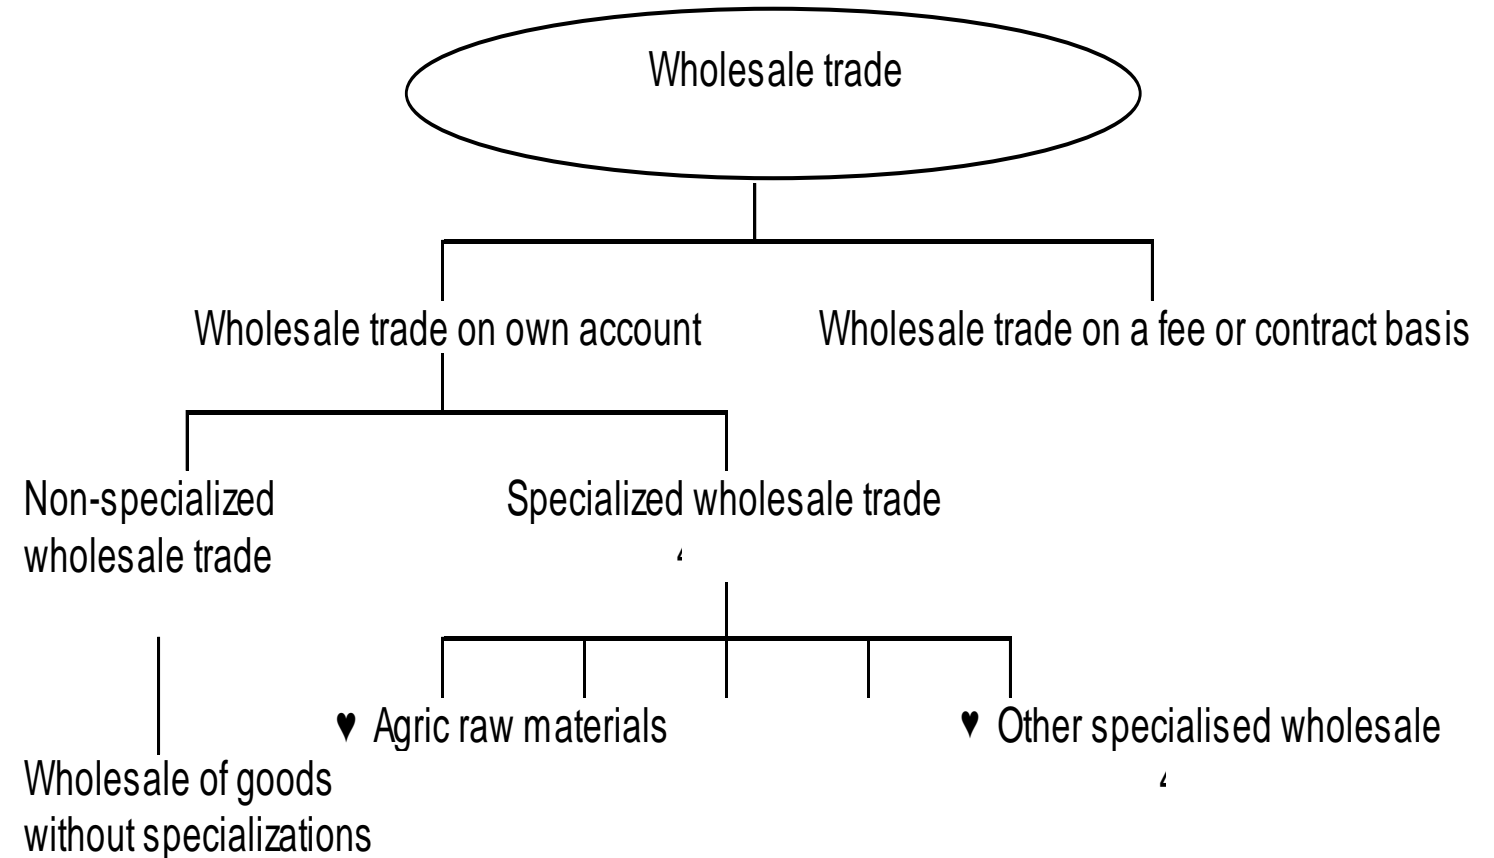 Wholesale trade
Wholesale trade on own account
Wholesale trade on a fee or contract basis
Non-specialized
wholesale trade
Specialized wholesale trade
♥ Agric raw materials
♥ Other specialised wholesale
Wholesale of goods
without specializations